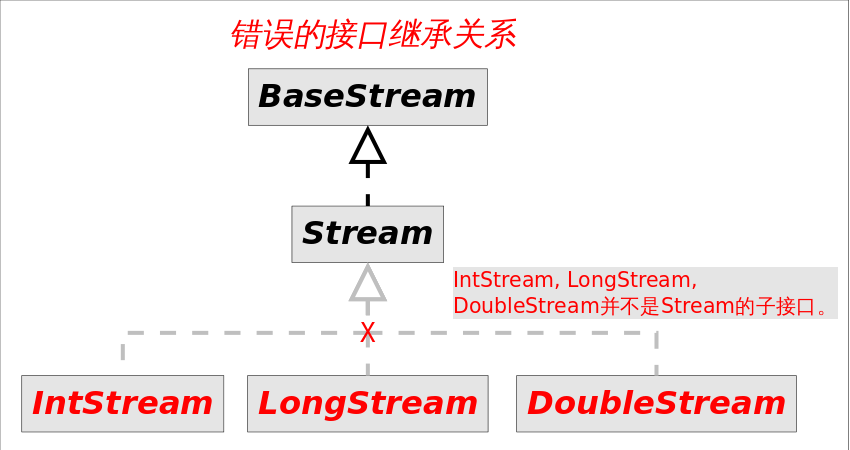 错误的接口继承关系
BaseStream
Stream
IntStream, LongStream,
DoubleStream并不是Stream的子接口。
X
IntStream
LongStream
DoubleStream